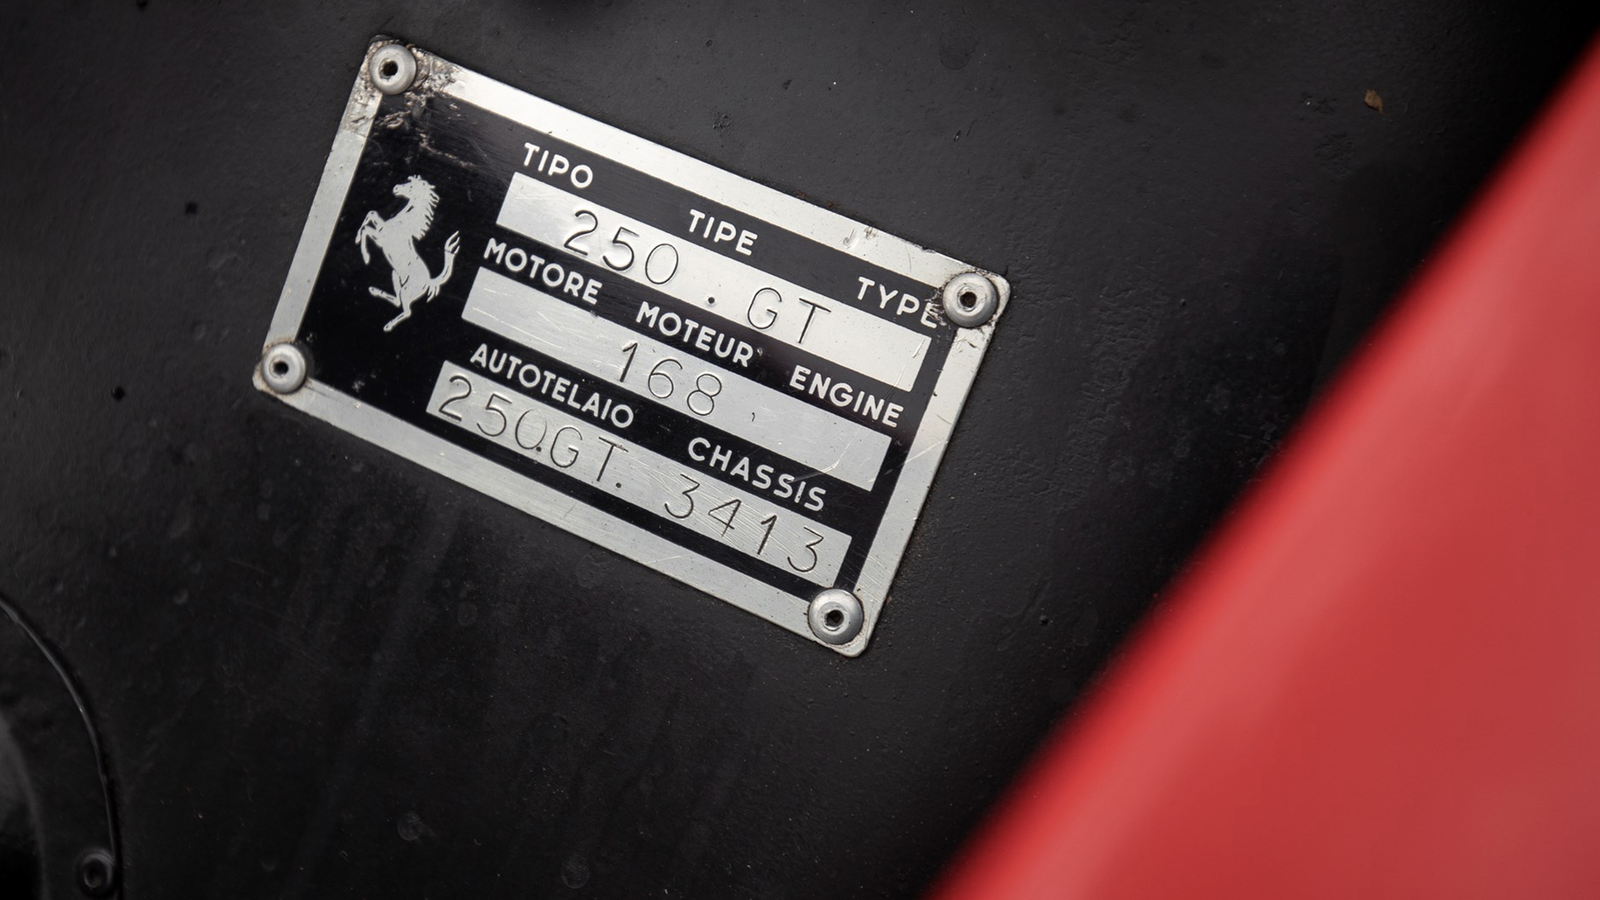 TIPO TIPE TYPE
250 . GT
MOTORE MOTEUR ENGINE
168 .
AUTOTELAIO CHASSIS
250.GT. 3413